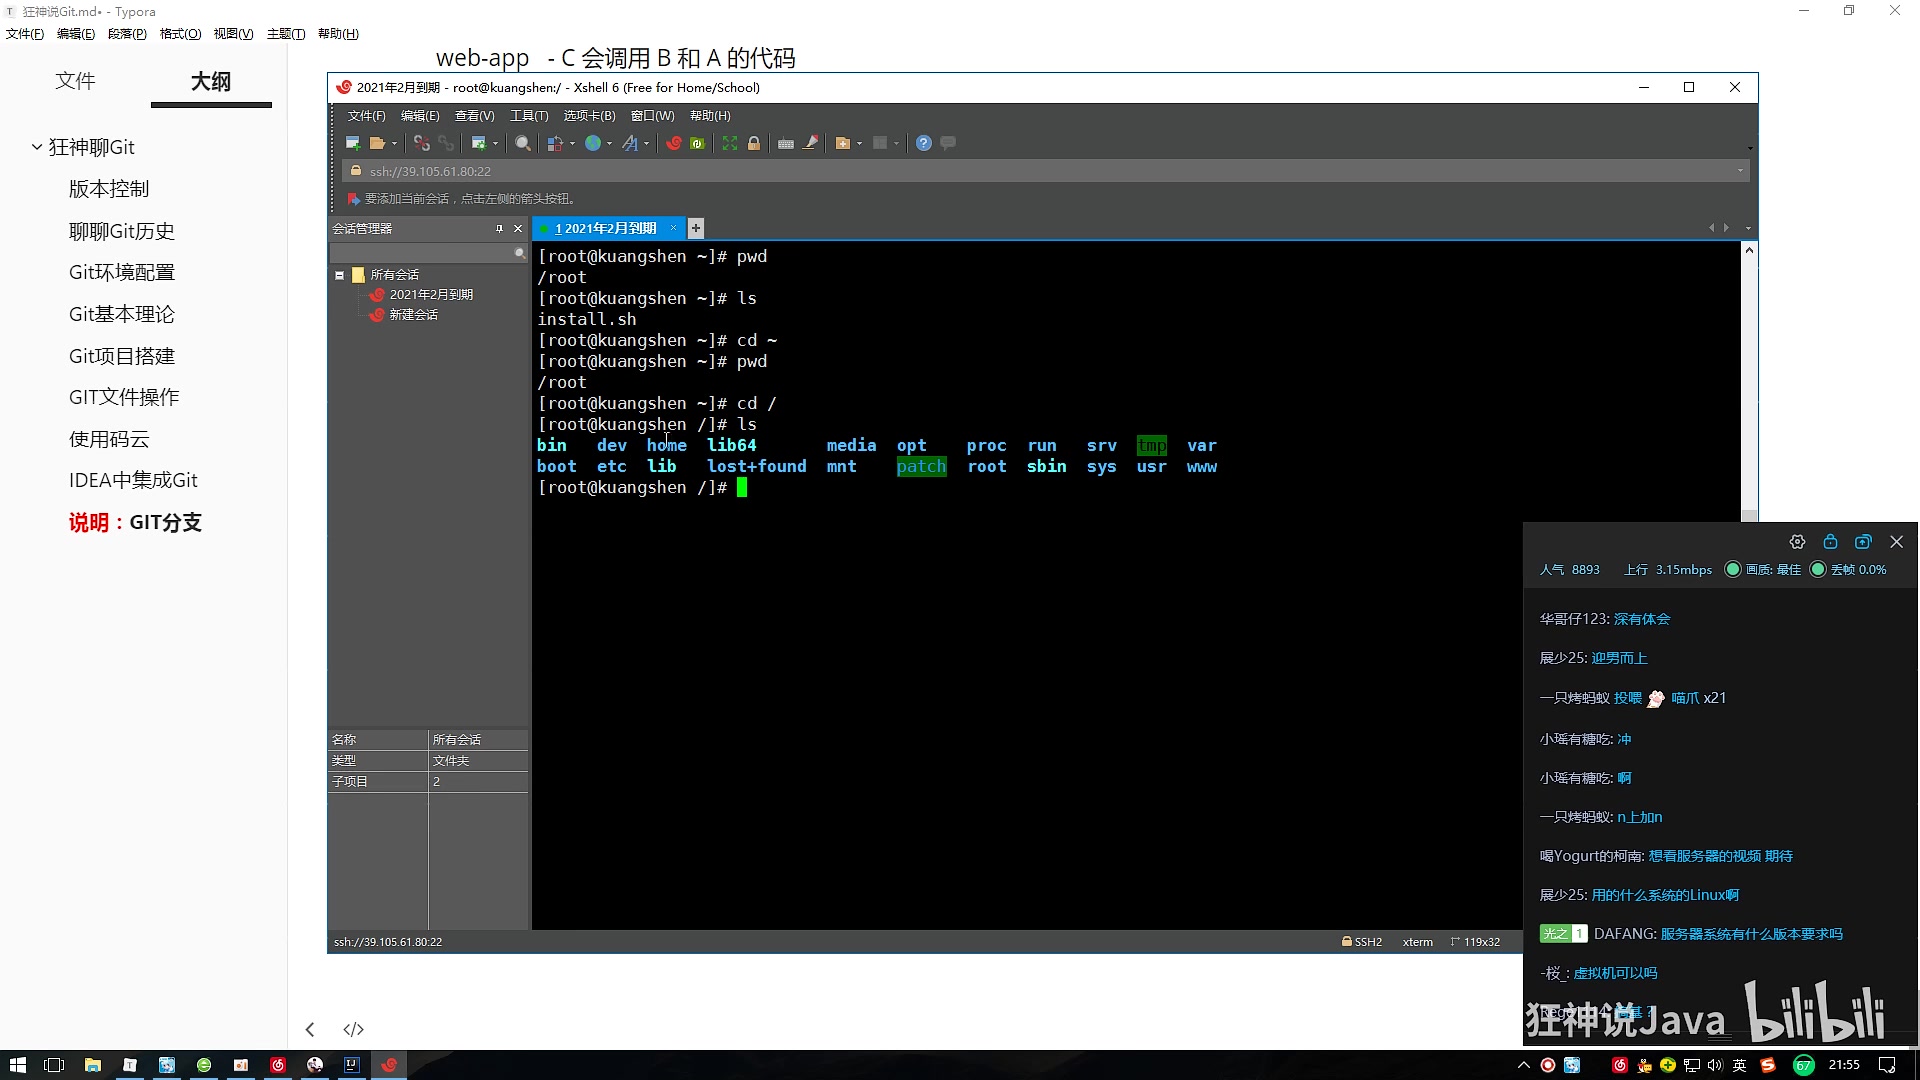 狂神说Git.md• - Typora
文件(F) 编辑(E) 段落(P) 格式(O) 视图(V) 主题(T) 帮助(H)
文件 大纲
狂神聊Git
版本控制
聊聊Git历史
Git环境配置
Git基本理论
Git项目搭建
GIT文件操作
使用码云
IDEA中集成Git
说明：GIT分支
web-app - C 会调用 B 和 A 的代码
2021年2月到期 - root@kuangshen:/ - Xshell 6 (Free for Home/School)
文件(F) 编辑(E) 查看(V) 工具(T) 选项卡(B) 窗口(W) 帮助(H)
ssh://39.105.61.80:22
要添加当前会话，点击左侧的箭头按钮。
会话管理器
1 2021年2月到期
所有会话
2021年2月到期
新建会话
名称 所有会话
类型 文件夹
子项目 2
[root@kuangshen ~]# pwd
/root
[root@kuangshen ~]# ls
install.sh
[root@kuangshen ~]# cd ~
[root@kuangshen ~]# pwd
/root
[root@kuangshen ~]# cd /
[root@kuangshen /]# ls
bin dev home lib64 media opt proc run srv tmp var
boot etc lib lost+found mnt patch root sbin sys usr www
[root@kuangshen /]#
ssh://39.105.61.80:22 SSH2 xterm 119x32
人气 8893 上行 3.15mbps 画质: 最佳 丢帧 0.0%
华哥仔123: 深有体会
展少25: 迎男而上
一只烤蚂蚁 投喂 喵爪 x21
小瑶有糖吃: 冲
小瑶有糖吃: 啊
一只烤蚂蚁: n上加n
喝Yogurt的柯南: 想看服务器的视频 期待
展少25: 用的什么系统的Linux啊
光之 1 DAFANG: 服务器系统有什么版本要求吗
-桜_: 虚拟机可以吗
狂神说Java bilibili
英 67 21:55